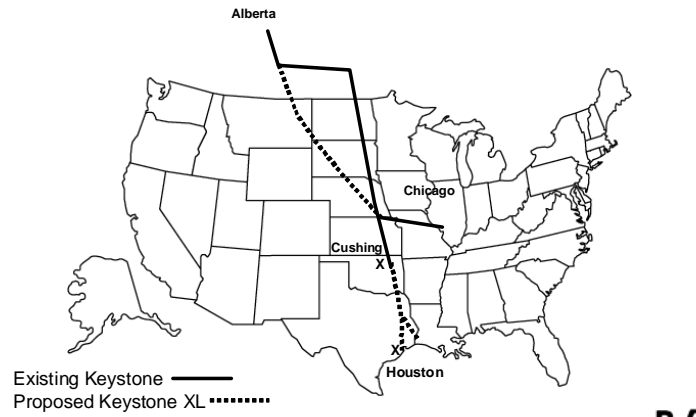 Alberta
Chicago
Cushing
X
X
Houston
Existing Keystone
Proposed Keystone XL